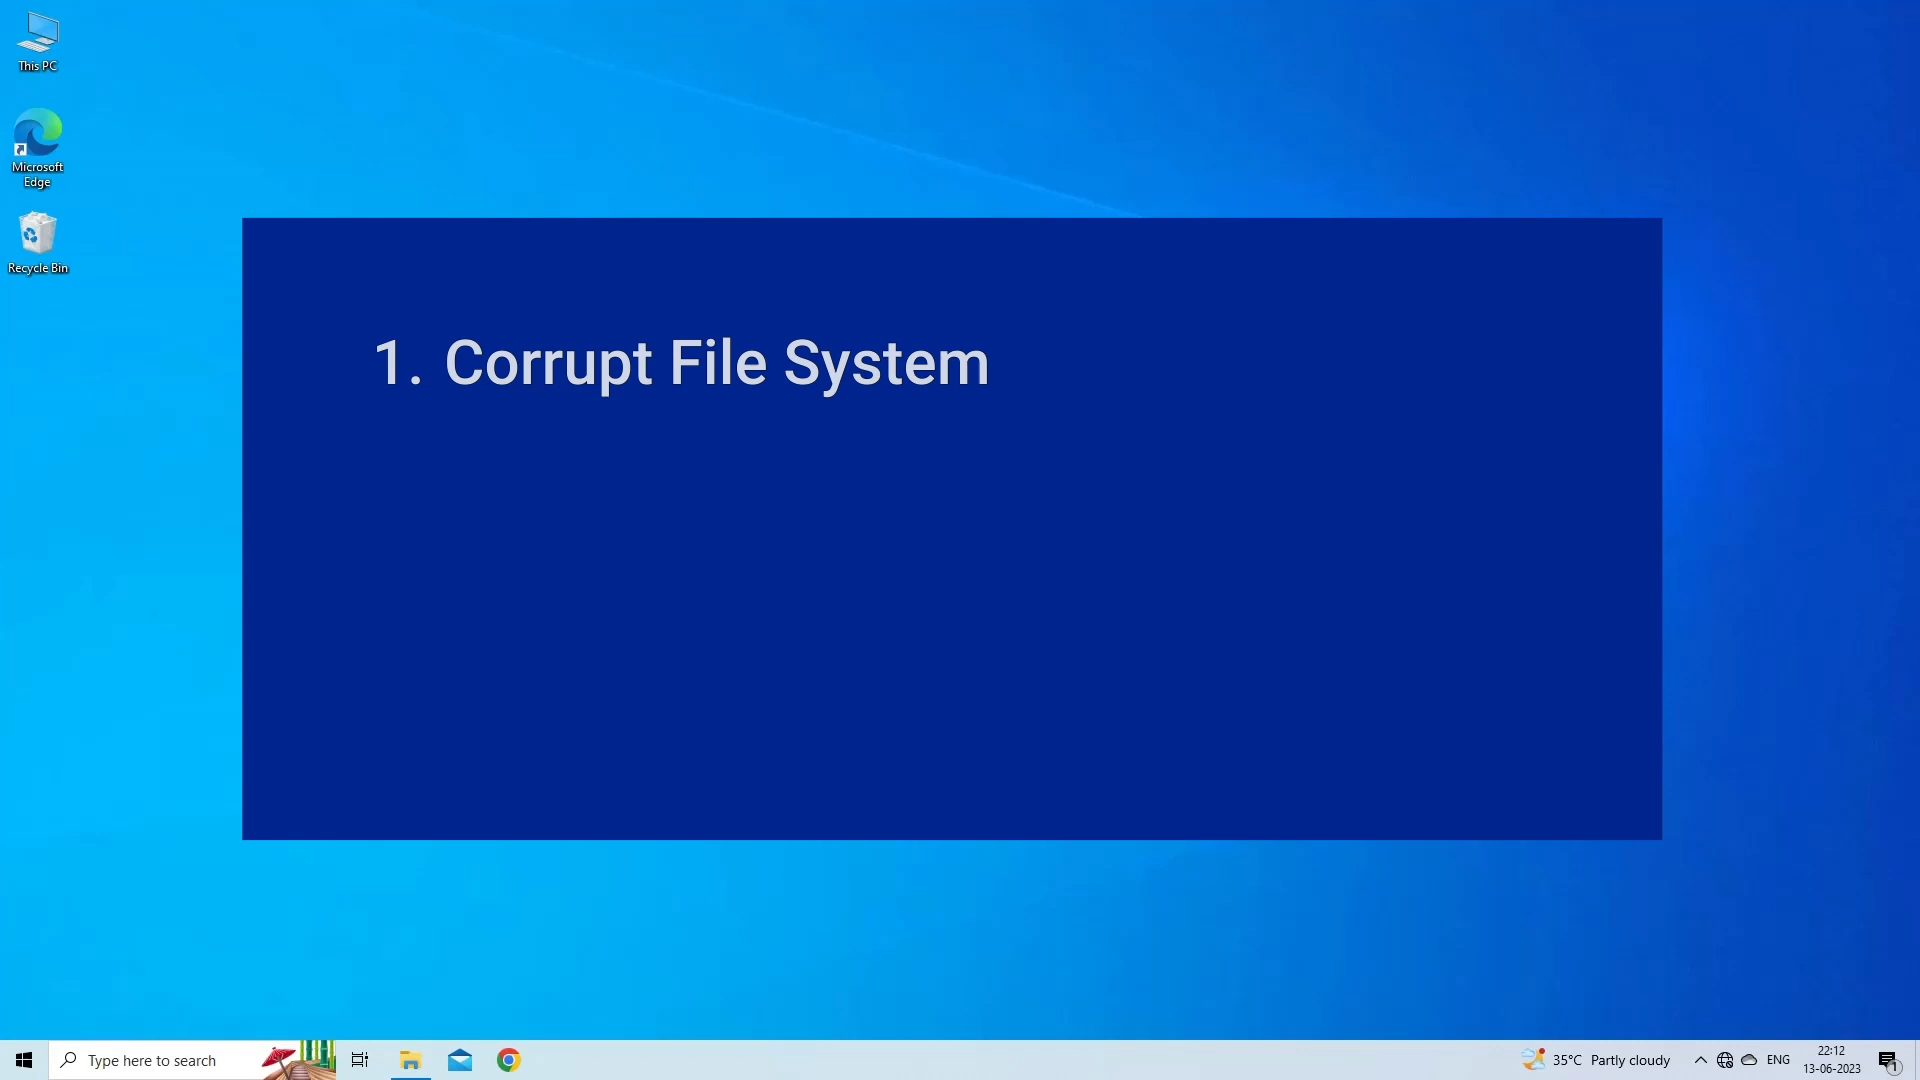 This PC
Microsoft
Edge
Recycle Bin
1. Corrupt File System
Type here to search
35°C Partly cloudy
ENG
22:12
13-06-2023
1